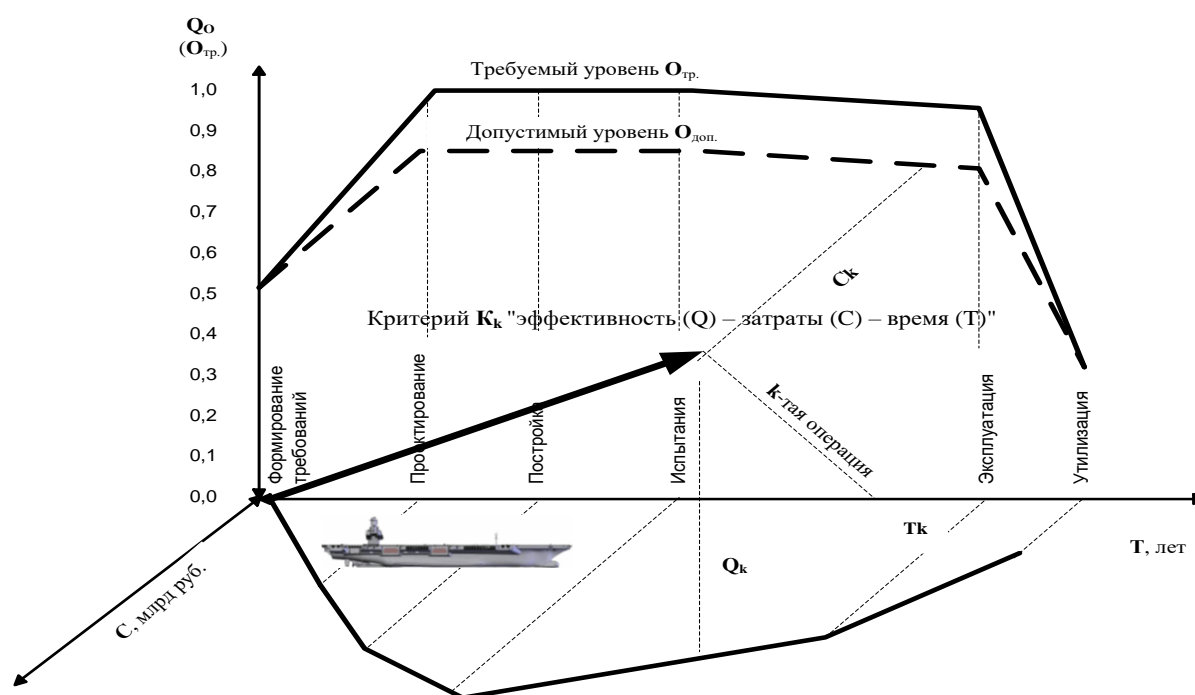 Qo
(Oтр.)
1,0
0,9
0,8
0,7
0,6
0,5
0,4
0,3
0,2
0,1
0,0
Требуемый уровень Oтр.
Допустимый уровень Oдоп.
Ck
Критерий Kk "эффективность (Q) – затраты (C) – время (T)"
k-тая операция
Формирование
требований
Проектирование
Постройка
Испытания
Эксплуатация
Утилизация
Tk
T, лет
Qk
C, млрд руб.